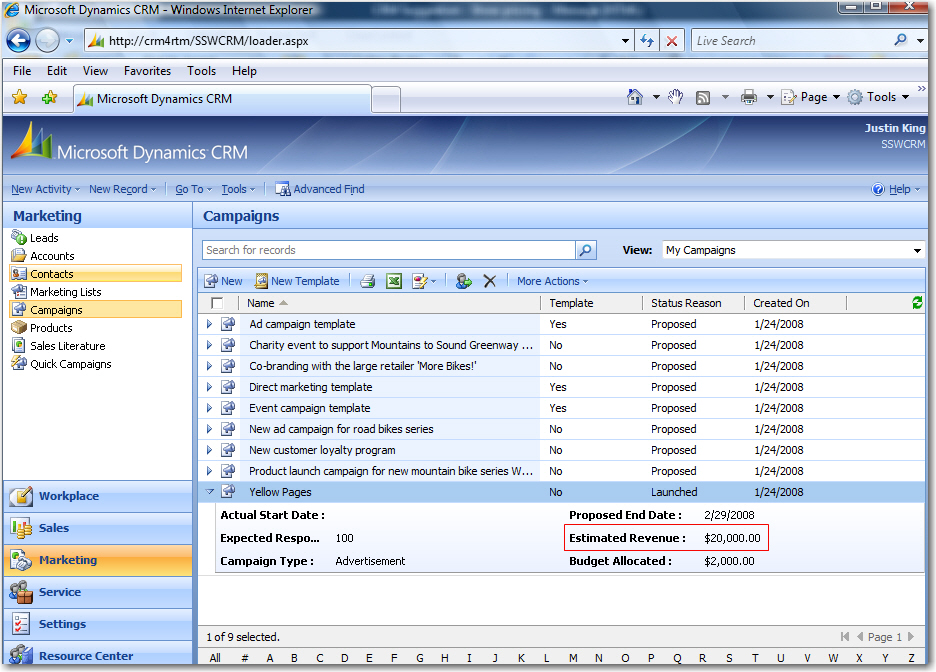 Microsoft Dynamics CRM - Windows Internet Explorer
http://crm4rtm/SSWCRM/loader.aspx
Live Search
File Edit View Favorites Tools Help
Microsoft Dynamics CRM
Page Tools
Microsoft Dynamics CRM
Justin King
SSWCRM
New Activity New Record Go To Tools Advanced Find Help
Marketing
Leads
Accounts
Contacts
Marketing Lists
Campaigns
Products
Sales Literature
Quick Campaigns
Workplace
Sales
Marketing
Service
Settings
Resource Center
Campaigns
Search for records
View: My Campaigns
New New Template More Actions
Name Template Status Reason Created On
Ad campaign template Yes Proposed 1/24/2008
Charity event to support Mountains to Sound Greenway ... No Proposed 1/24/2008
Co-branding with the large retailer 'More Bikes!' No Proposed 1/24/2008
Direct marketing template Yes Proposed 1/24/2008
Event campaign template Yes Proposed 1/24/2008
New ad campaign for road bikes series No Proposed 1/24/2008
New customer loyalty program No Proposed 1/24/2008
Product launch campaign for new mountain bike series W... No Proposed 1/24/2008
Yellow Pages No Launched 1/24/2008
Actual Start Date : Proposed End Date : 2/29/2008
Expected Respo... 100 Estimated Revenue : $20,000.00
Campaign Type : Advertisement Budget Allocated : $2,000.00
1 of 9 selected. Page 1
All # A B C D E F G H I J K L M N O P Q R S T U V W X Y Z